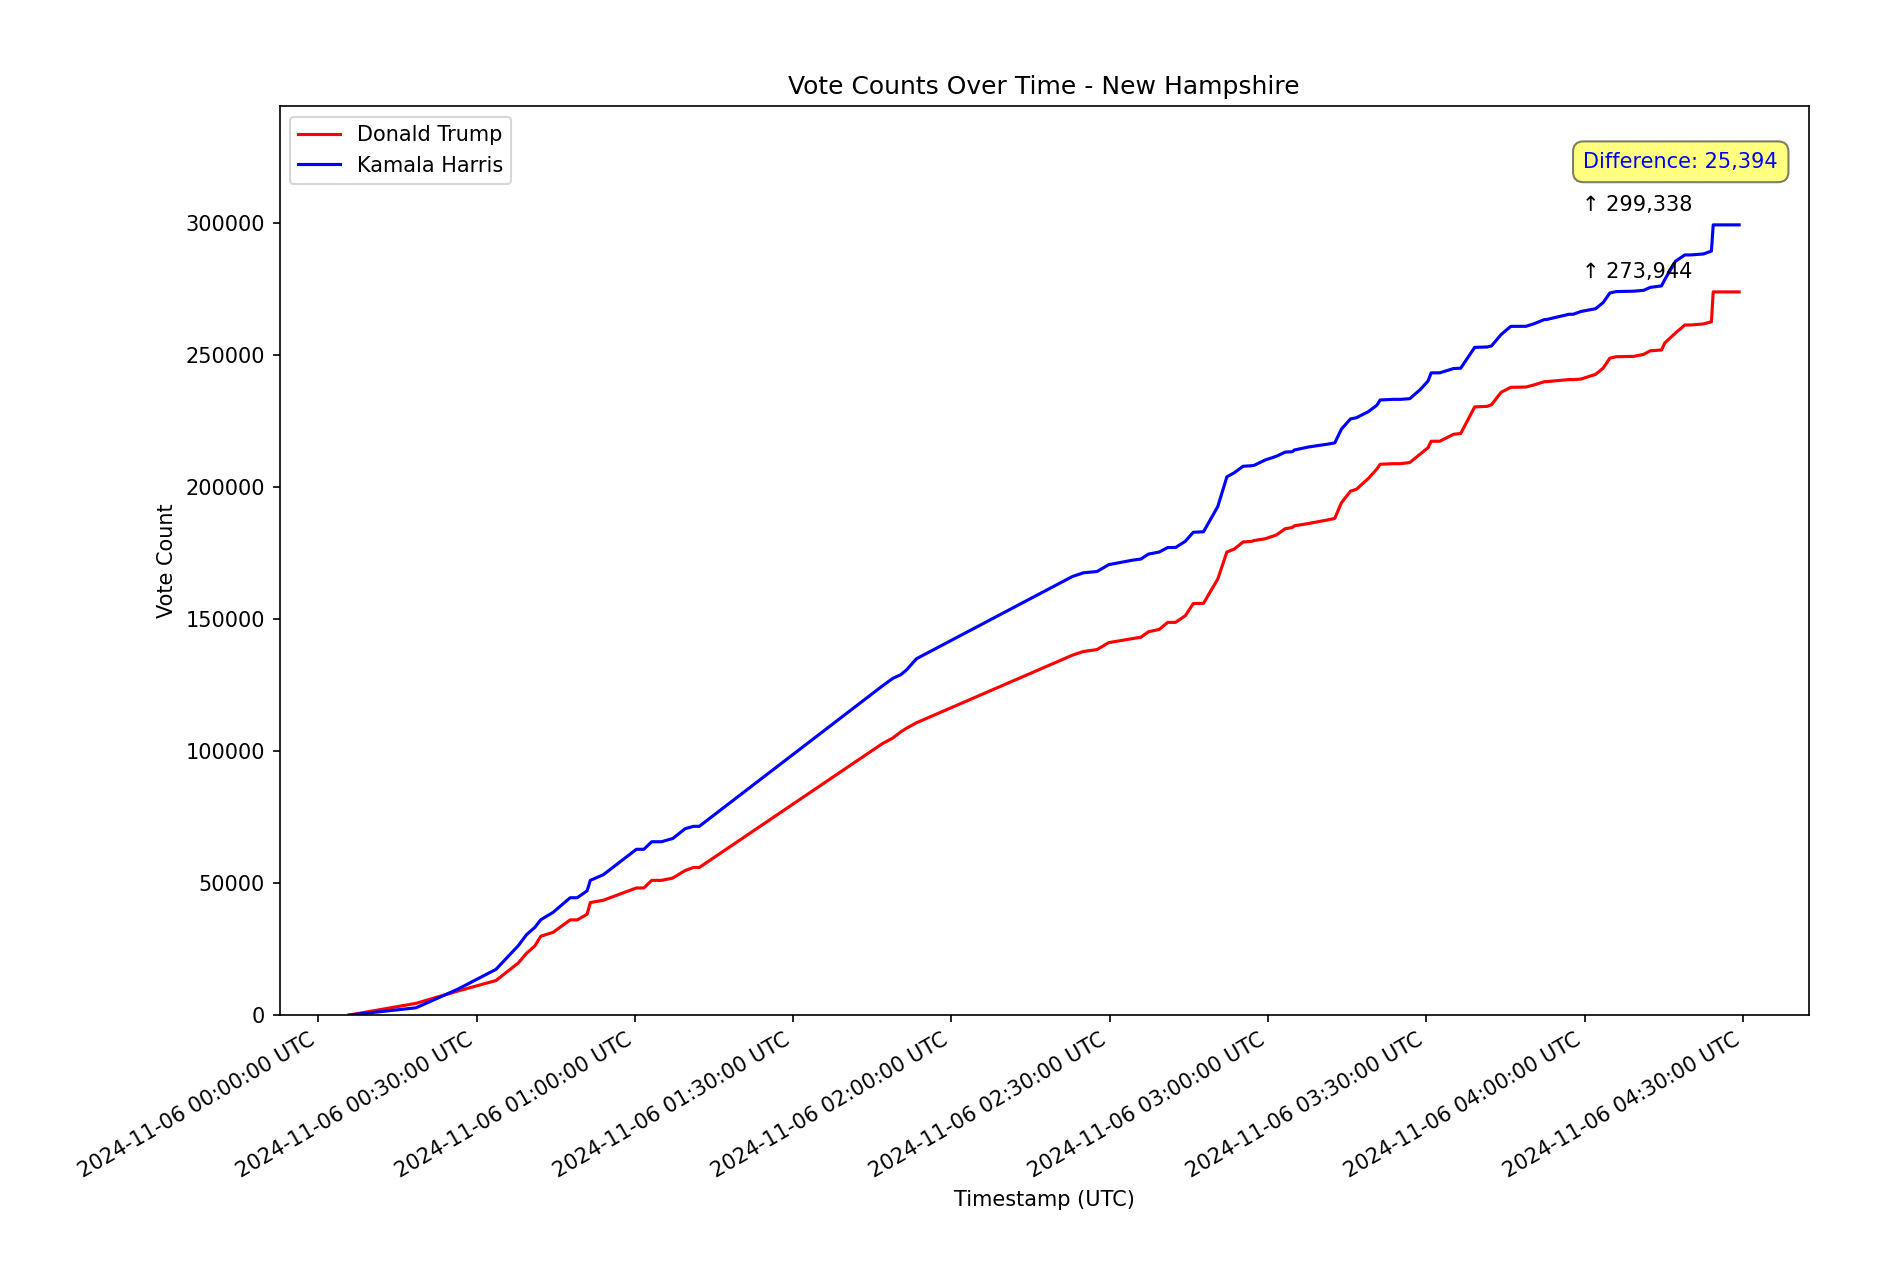 Vote Counts Over Time - New Hampshire
Donald Trump
Kamala Harris
Difference: 25,394
↑ 299,338
↑ 273,944
Vote Count
300000
250000
200000
150000
100000
50000
0
2024-11-06 00:00:00 UTC
2024-11-06 00:30:00 UTC
2024-11-06 01:00:00 UTC
2024-11-06 01:30:00 UTC
2024-11-06 02:00:00 UTC
2024-11-06 02:30:00 UTC
2024-11-06 03:00:00 UTC
2024-11-06 03:30:00 UTC
2024-11-06 04:00:00 UTC
2024-11-06 04:30:00 UTC
Timestamp (UTC)